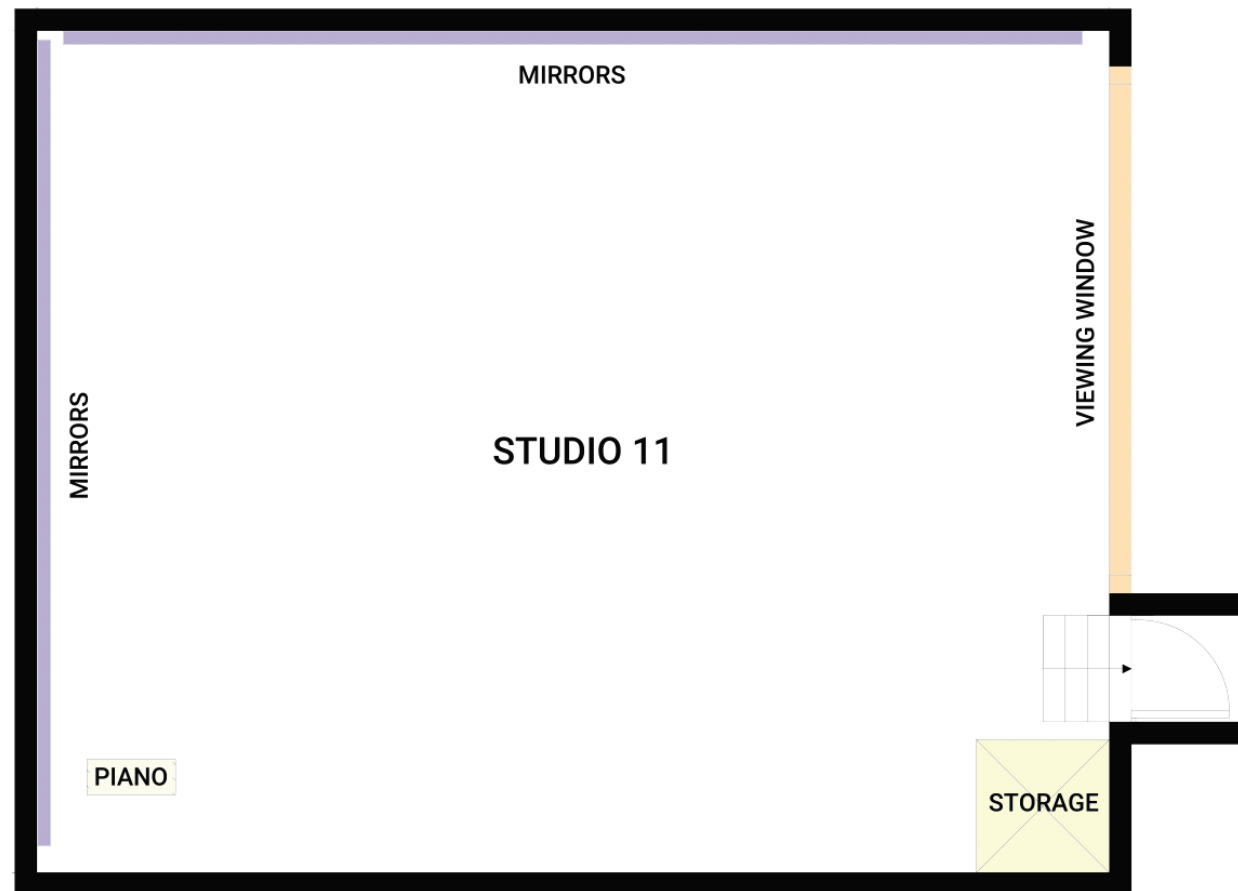 MIRRORS
VIEWING WINDOW
MIRRORS
STUDIO 11
PIANO
STORAGE